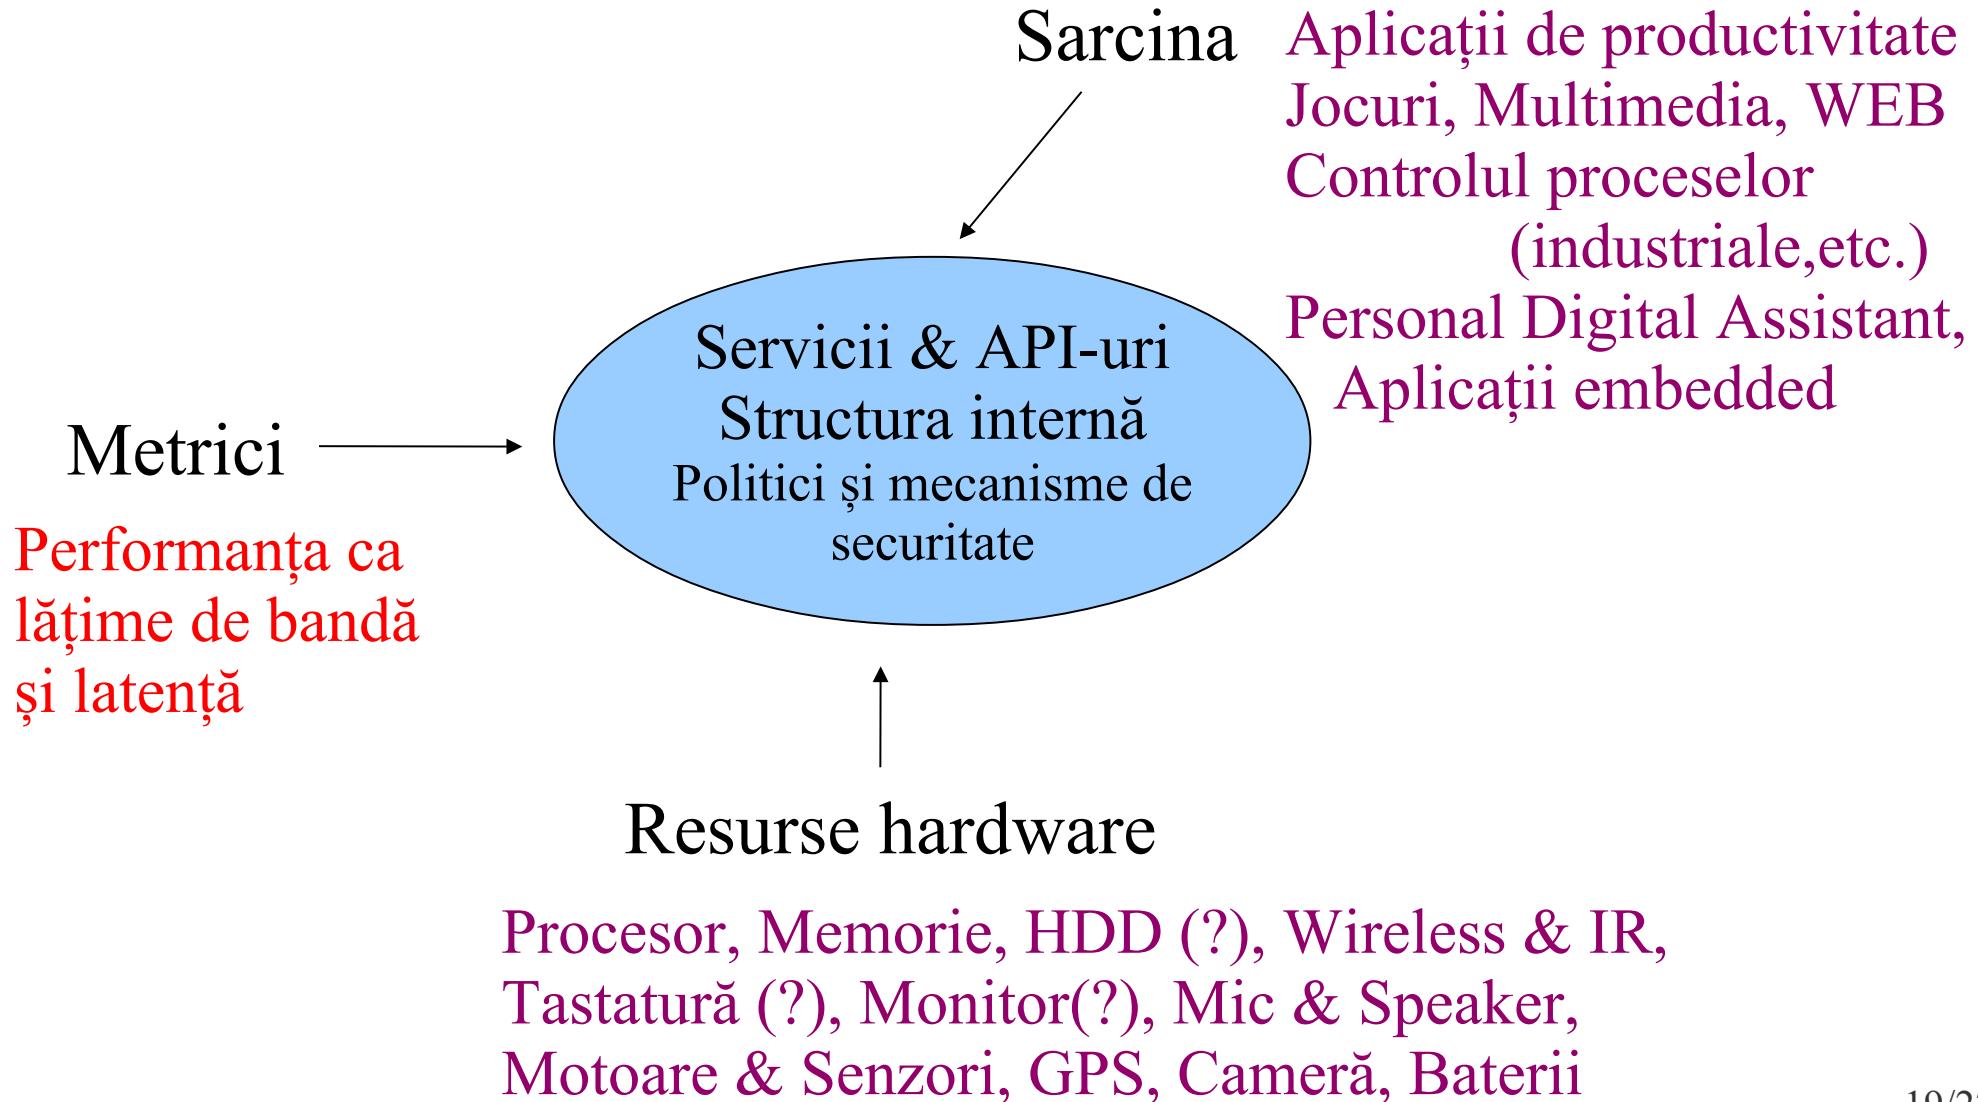 Sarcina
Aplicații de productivitate
Jocuri, Multimedia, WEB
Controlul proceselor
(industriale,etc.)
Personal Digital Assistant,
Aplicații embedded
Servicii & API-uri
Structura internă
Politici și mecanisme de
securitate
Metrici
Performanța ca
lățime de bandă
și latență
Resurse hardware
Procesor, Memorie, HDD (?), Wireless & IR,
Tastatură (?), Monitor(?), Mic & Speaker,
Motoare & Senzori, GPS, Cameră, Baterii